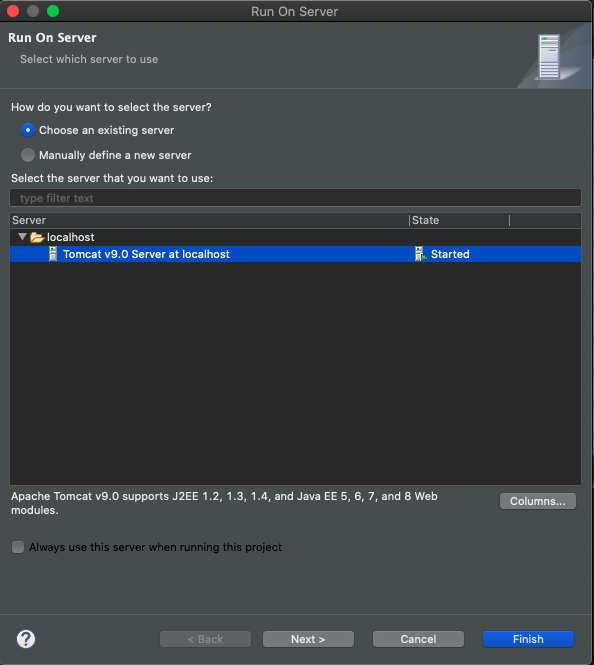 Run On Server
Run On Server
Select which server to use
How do you want to select the server?
Choose an existing server
Manually define a new server
Select the server that you want to use:
type filter text
Server State
localhost
Tomcat v9.0 Server at localhost Started
Apache Tomcat v9.0 supports J2EE 1.2, 1.3, 1.4, and Java EE 5, 6, 7, and 8 Web
modules.
Columns...
Always use this server when running this project
? < Back Next > Cancel Finish